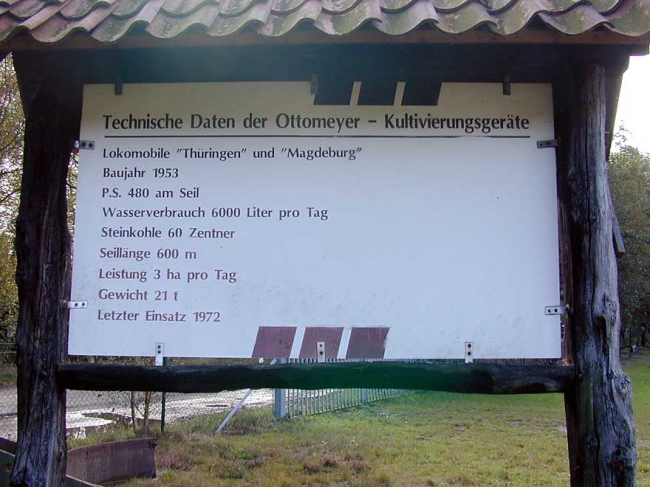 Technische Daten der Ottomeyer - Kultivierungsgeräte
Lokomobile "Thüringen" und "Magdeburg"
Baujahr 1953
P.S. 480 am Seil
Wasserverbrauch 6000 Liter pro Tag
Steinkohle 60 Zentner
Seillänge 600 m
Leistung 3 ha pro Tag
Gewicht 21 t
Letzter Einsatz 1972